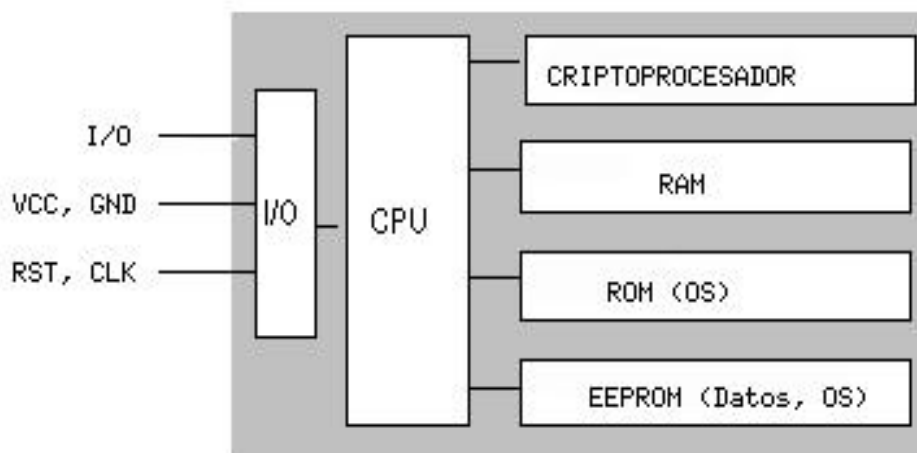 CRIPTOPROCESADOR
I/O
RAM
VCC, GND
I/O
CPU
RST, CLK
ROM (OS)
EEPROM (Datos, OS)